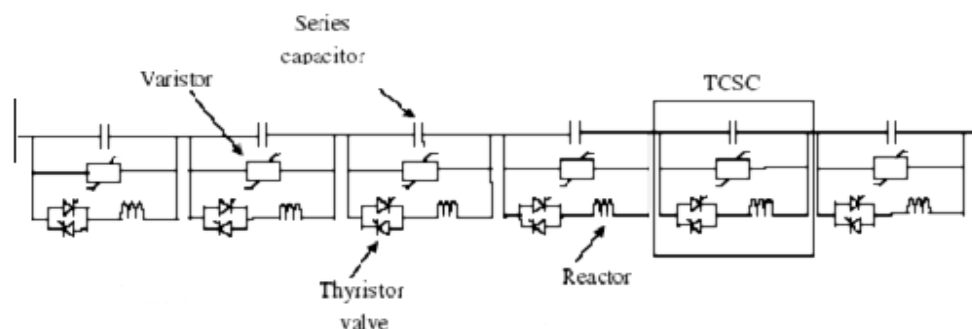 Series
capacitor
Varistor
TCSC
Thyristor
valve
Reactor